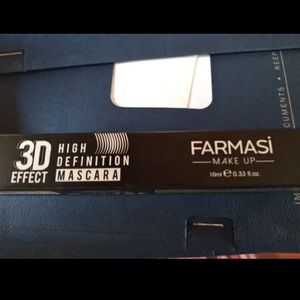 3D
EFFECT
HIGH
DEFINITION
MASCARA
FARMASi
MAKE UP
10ml ℮ 0.33 fl.oz.
CUMENTS • KEEP